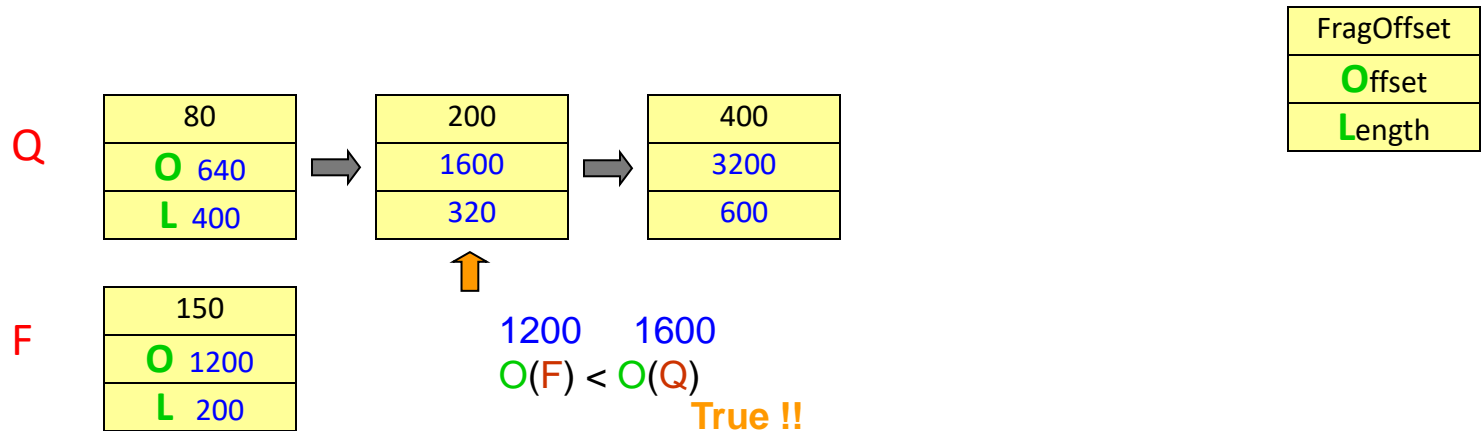 FragOffset
Offset
Length
Q
80
O 640
L 400
200
1600
320
400
3200
600
F
150
O 1200
L 200
1200 1600
O(F) < O(Q)
True !!